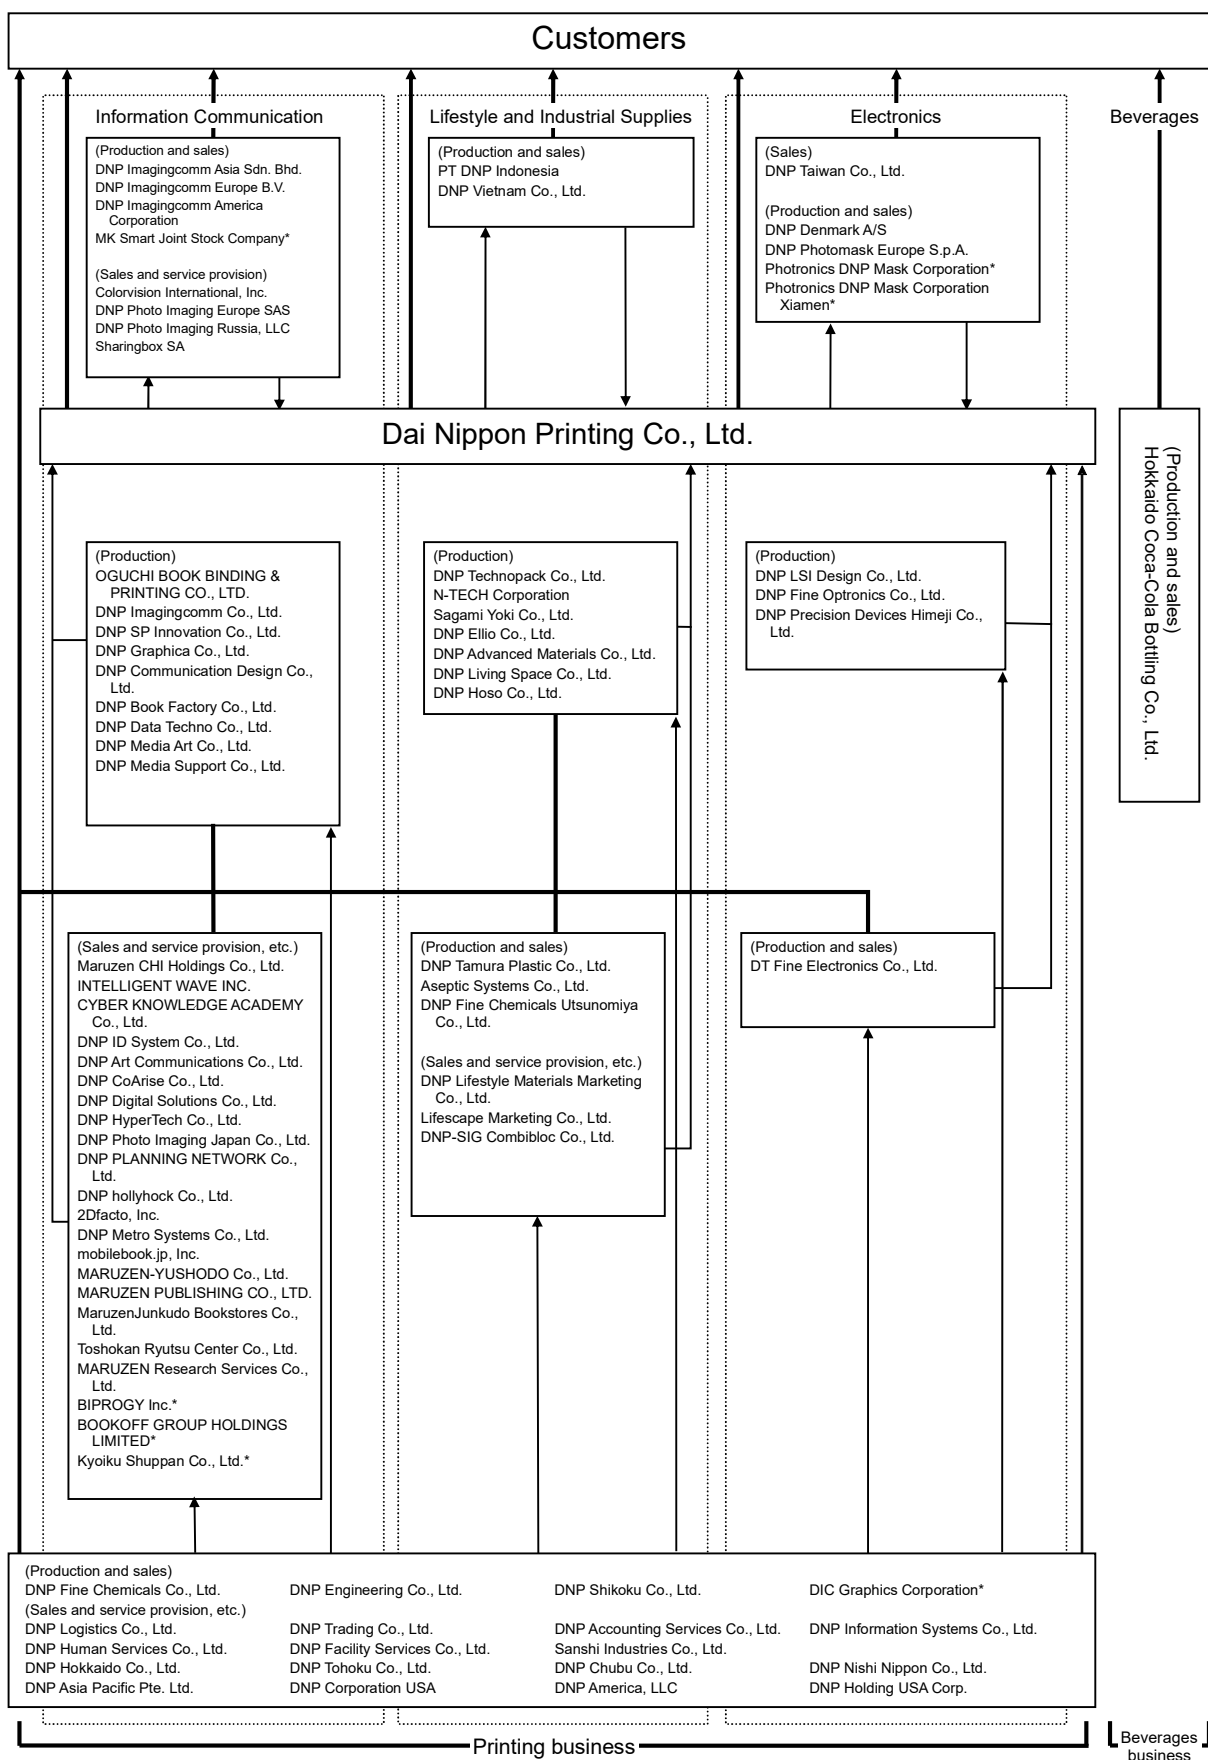 Customers
Information Communication
(Production and sales)
DNP Imagingcomm Asia Sdn. Bhd.
DNP Imagingcomm Europe B.V.
DNP Imagingcomm America
Corporation
MK Smart Joint Stock Company*
(Sales and service provision)
Colorvision International, Inc.
DNP Photo Imaging Europe SAS
DNP Photo Imaging Russia, LLC
Sharingbox SA
Lifestyle and Industrial Supplies
(Production and sales)
PT DNP Indonesia
DNP Vietnam Co., Ltd.
Electronics
(Sales)
DNP Taiwan Co., Ltd.
(Production and sales)
DNP Denmark A/S
DNP Photomask Europe S.p.A.
Photronics DNP Mask Corporation*
Photronics DNP Mask Corporation
Xiamen*
Beverages
Dai Nippon Printing Co., Ltd.
(Production and sales)
Hokkaido Coca-Cola Bottling Co., Ltd.
(Production)
OGUCHI BOOK BINDING &
PRINTING CO., LTD.
DNP Imagingcomm Co., Ltd.
DNP SP Innovation Co., Ltd.
DNP Graphica Co., Ltd.
DNP Communication Design Co.,
Ltd.
DNP Book Factory Co., Ltd.
DNP Data Techno Co., Ltd.
DNP Media Art Co., Ltd.
DNP Media Support Co., Ltd.
(Production)
DNP Technopack Co., Ltd.
N-TECH Corporation
Sagami Yoki Co., Ltd.
DNP Ellio Co., Ltd.
DNP Advanced Materials Co., Ltd.
DNP Living Space Co., Ltd.
DNP Hoso Co., Ltd.
(Production)
DNP LSI Design Co., Ltd.
DNP Fine Optronics Co., Ltd.
DNP Precision Devices Himeji Co.,
Ltd.
(Sales and service provision, etc.)
Maruzen CHI Holdings Co., Ltd.
INTELLIGENT WAVE INC.
CYBER KNOWLEDGE ACADEMY
Co., Ltd.
DNP ID System Co., Ltd.
DNP Art Communications Co., Ltd.
DNP CoArise Co., Ltd.
DNP Digital Solutions Co., Ltd.
DNP HyperTech Co., Ltd.
DNP Photo Imaging Japan Co., Ltd.
DNP PLANNING NETWORK Co.,
Ltd.
DNP hollyhock Co., Ltd.
2Dfacto, Inc.
DNP Metro Systems Co., Ltd.
mobilebook.jp, Inc.
MARUZEN-YUSHODO Co., Ltd.
MARUZEN PUBLISHING CO., LTD.
MaruzenJunkudo Bookstores Co.,
Ltd.
Toshokan Ryutsu Center Co., Ltd.
MARUZEN Research Services Co.,
Ltd.
BIPROGY Inc.*
BOOKOFF GROUP HOLDINGS
LIMITED*
Kyoiku Shuppan Co., Ltd.*
(Production and sales)
DNP Tamura Plastic Co., Ltd.
Aseptic Systems Co., Ltd.
DNP Fine Chemicals Utsunomiya
Co., Ltd.
(Sales and service provision, etc.)
DNP Lifestyle Materials Marketing
Co., Ltd.
Lifescape Marketing Co., Ltd.
DNP-SIG Combibloc Co., Ltd.
(Production and sales)
DT Fine Electronics Co., Ltd.
(Production and sales)
DNP Fine Chemicals Co., Ltd. DNP Engineering Co., Ltd. DNP Shikoku Co., Ltd. DIC Graphics Corporation*
(Sales and service provision, etc.)
DNP Logistics Co., Ltd. DNP Trading Co., Ltd. DNP Accounting Services Co., Ltd. DNP Information Systems Co., Ltd.
DNP Human Services Co., Ltd. DNP Facility Services Co., Ltd. Sanshi Industries Co., Ltd.
DNP Hokkaido Co., Ltd. DNP Tohoku Co., Ltd. DNP Chubu Co., Ltd. DNP Nishi Nippon Co., Ltd.
DNP Asia Pacific Pte. Ltd. DNP Corporation USA DNP America, LLC DNP Holding USA Corp.
Printing business
Beverages
business